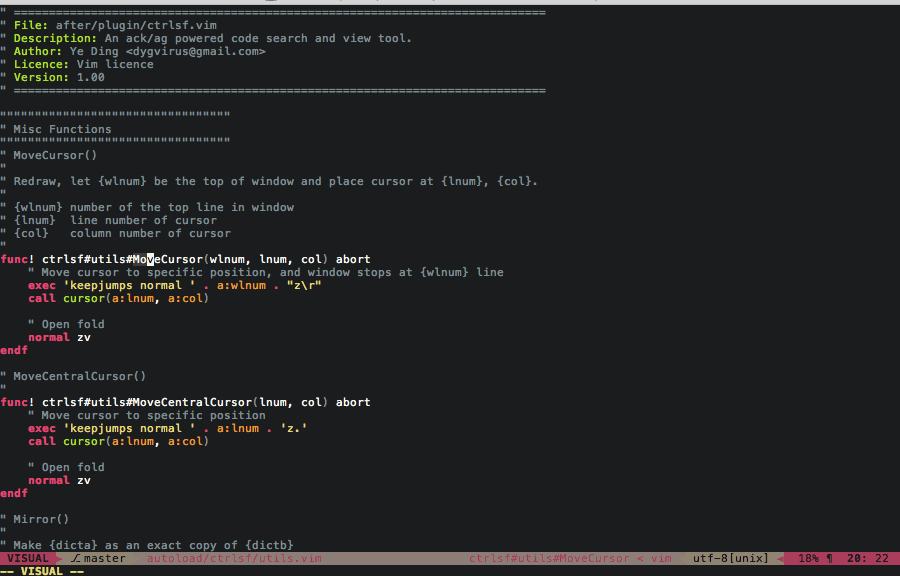 " ============================================================================
" File: after/plugin/ctrlsf.vim
" Description: An ack/ag powered code search and view tool.
" Author: Ye Ding <dygvirus@gmail.com>
" Licence: Vim licence
" Version: 1.00
" ============================================================================
"""""""""""""""""""""""""""""""""
" Misc Functions
"""""""""""""""""""""""""""""""""
" MoveCursor()
"
" Redraw, let {wlnum} be the top of window and place cursor at {lnum}, {col}.
"
" {wlnum} number of the top line in window
" {lnum}  line number of cursor
" {col}   column number of cursor
"
func! ctrlsf#utils#MoveCursor(wlnum, lnum, col) abort
    " Move cursor to specific position, and window stops at {wlnum} line
    exec 'keepjumps normal ' . a:wlnum . "z\r"
    call cursor(a:lnum, a:col)
    " Open fold
    normal zv
endf
" MoveCentralCursor()
"
func! ctrlsf#utils#MoveCentralCursor(lnum, col) abort
    " Move cursor to specific position
    exec 'keepjumps normal ' . a:lnum . 'z.'
    call cursor(a:lnum, a:col)
    " Open fold
    normal zv
endf
" Mirror()
"
" Make {dicta} as an exact copy of {dictb}
VISUAL master autoload/ctrlsf/utils.vim ctrlsf#utils#MoveCursor < vim utf-8[unix] 18% ¶ 20: 22
-- VISUAL --